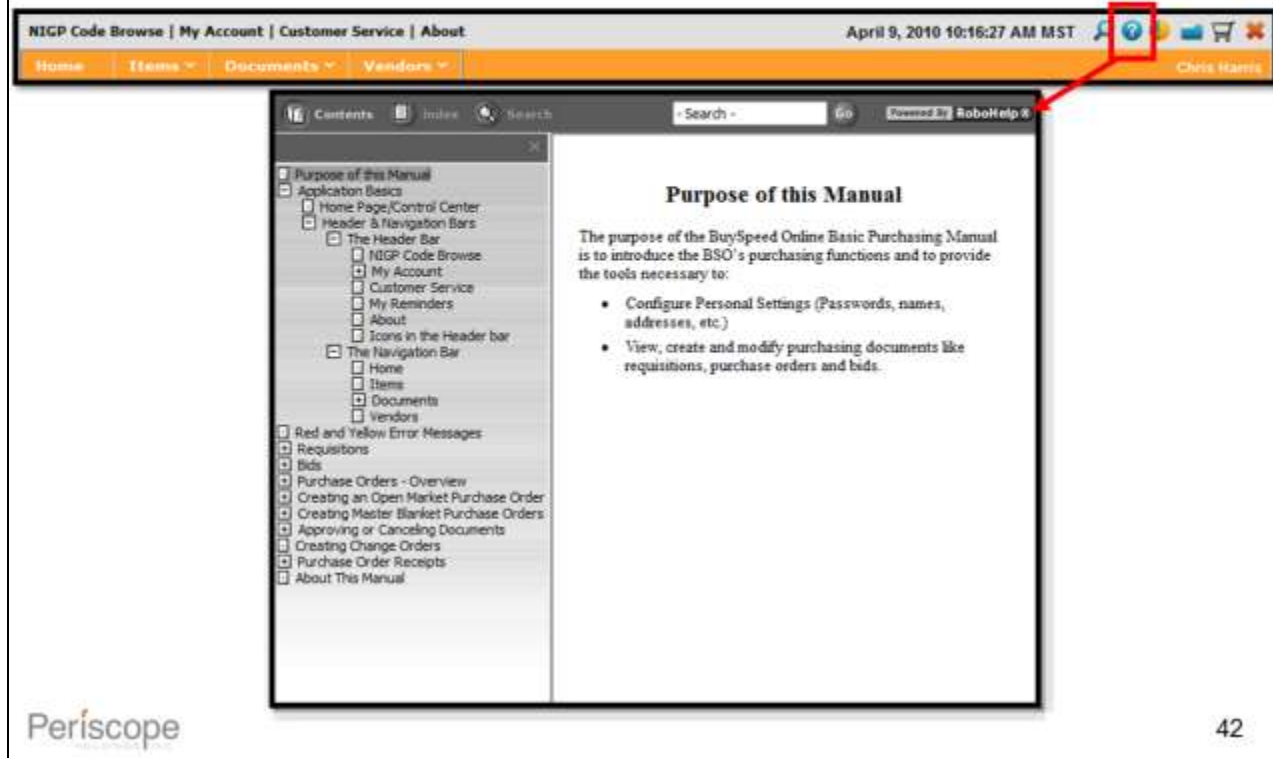 NIGP Code Browse | My Account | Customer Service | About
April 9, 2010 10:16:27 AM MST
Home Items Documents Vendors
Chris Harris
Contents Index Search
- Search -
Go
Powered By RoboHelp
Purpose of this Manual
Application Basics
Home Page/Control Center
Header & Navigation Bars
The Header Bar
NIGP Code Browse
My Account
Customer Service
My Reminders
About
Icons in the Header bar
The Navigation Bar
Home
Items
Documents
Vendors
Red and Yellow Error Messages
Requisitions
Bids
Purchase Orders - Overview
Creating an Open Market Purchase Order
Creating Master Blanket Purchase Orders
Approving or Canceling Documents
Creating Change Orders
Purchase Order Receipts
About This Manual
Purpose of this Manual
The purpose of the BuySpeed Online Basic Purchasing Manual
is to introduce the BSO's purchasing functions and to provide
the tools necessary to:
• Configure Personal Settings (Passwords, names,
addresses, etc.)
• View, create and modify purchasing documents like
requisitions, purchase orders and bids.
Periscope
42